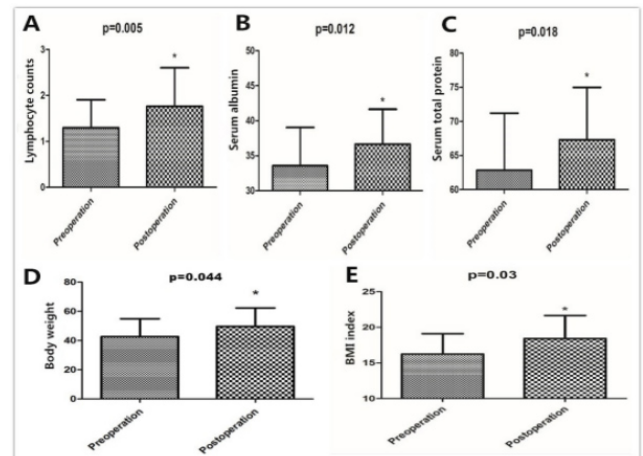 A
p=0.005
Lymphocyte counts
3
2
1
0
Preoperation
Postoperation
*
B
p=0.012
Serum albumin
50
45
40
35
30
Preoperation
Postoperation
*
C
p=0.018
Serum total protein
75
70
65
60
Preoperation
Postoperation
*
D
p=0.044
Body weight
80
60
40
20
0
Preoperation
Postoperation
*
E
p=0.03
BMI index
25
20
15
10
Preoperation
Postoperation
*